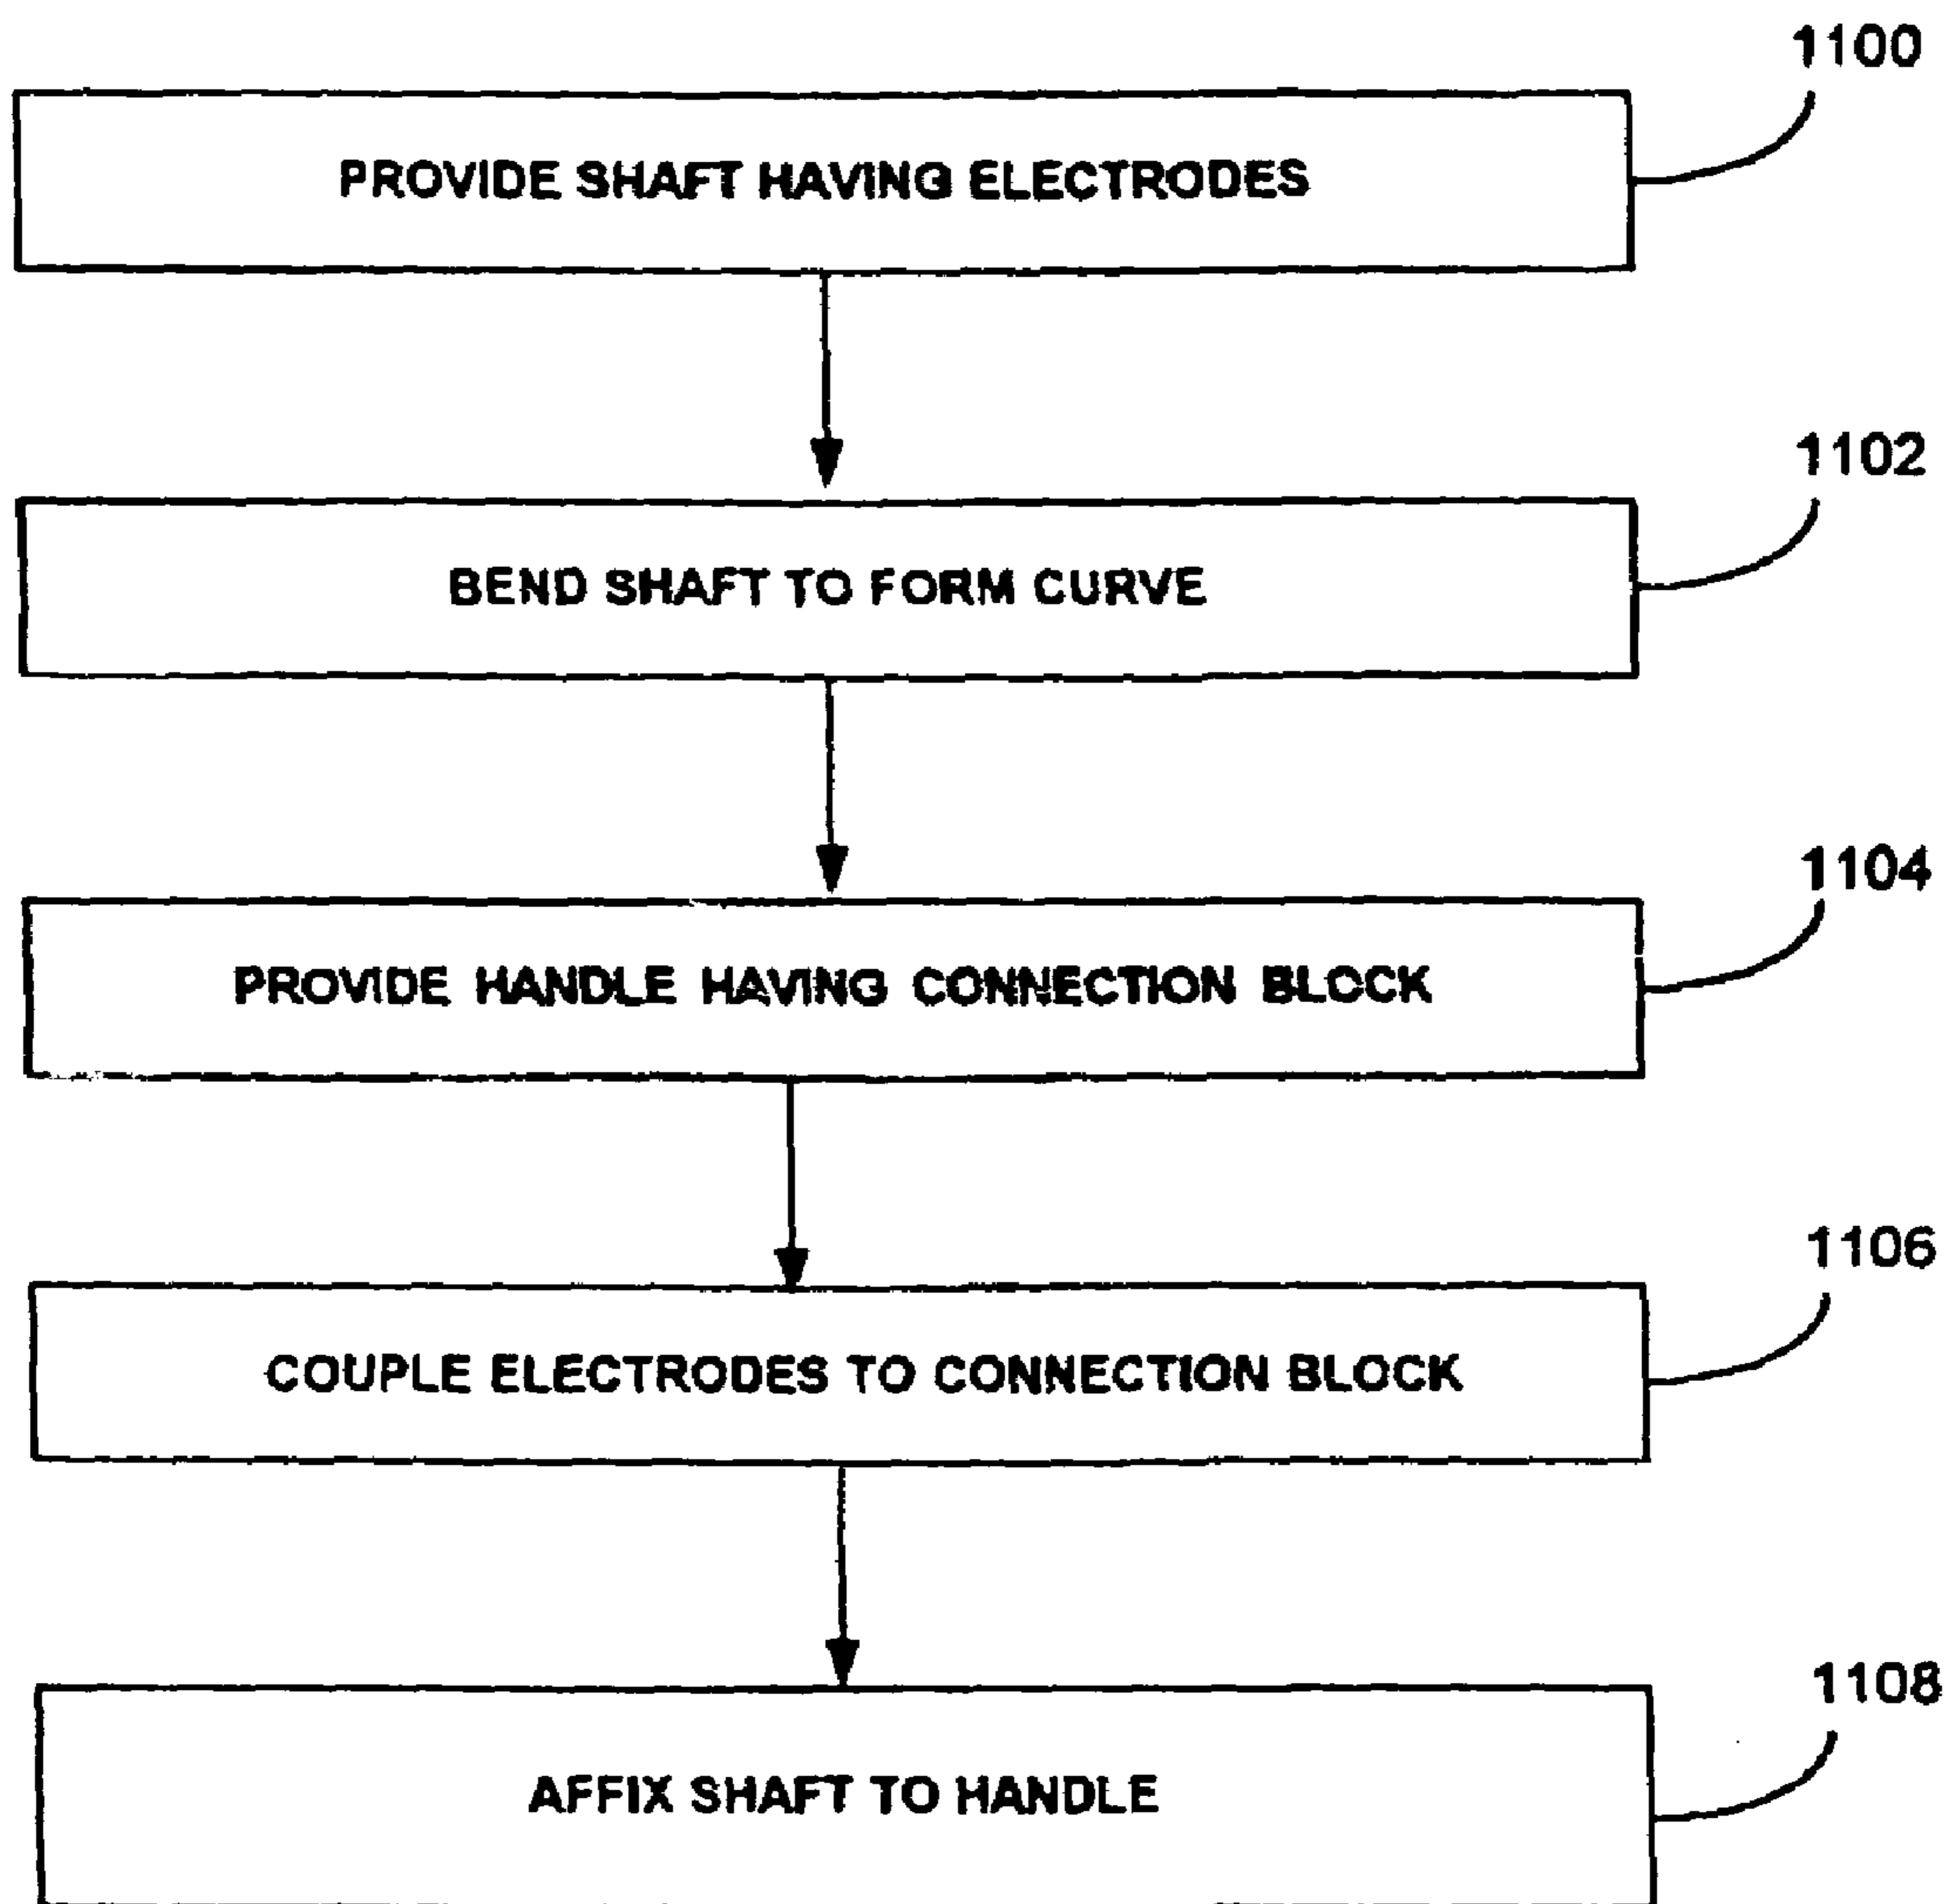 1100
PROVIDE SHAFT HAVING ELECTRODES
1102
BEND SHAFT TO FORM CURVE
1104
PROVIDE HANDLE HAVING CONNECTION BLOCK
1106
COUPLE ELECTRODES TO CONNECTION BLOCK
1108
AFFIX SHAFT TO HANDLE